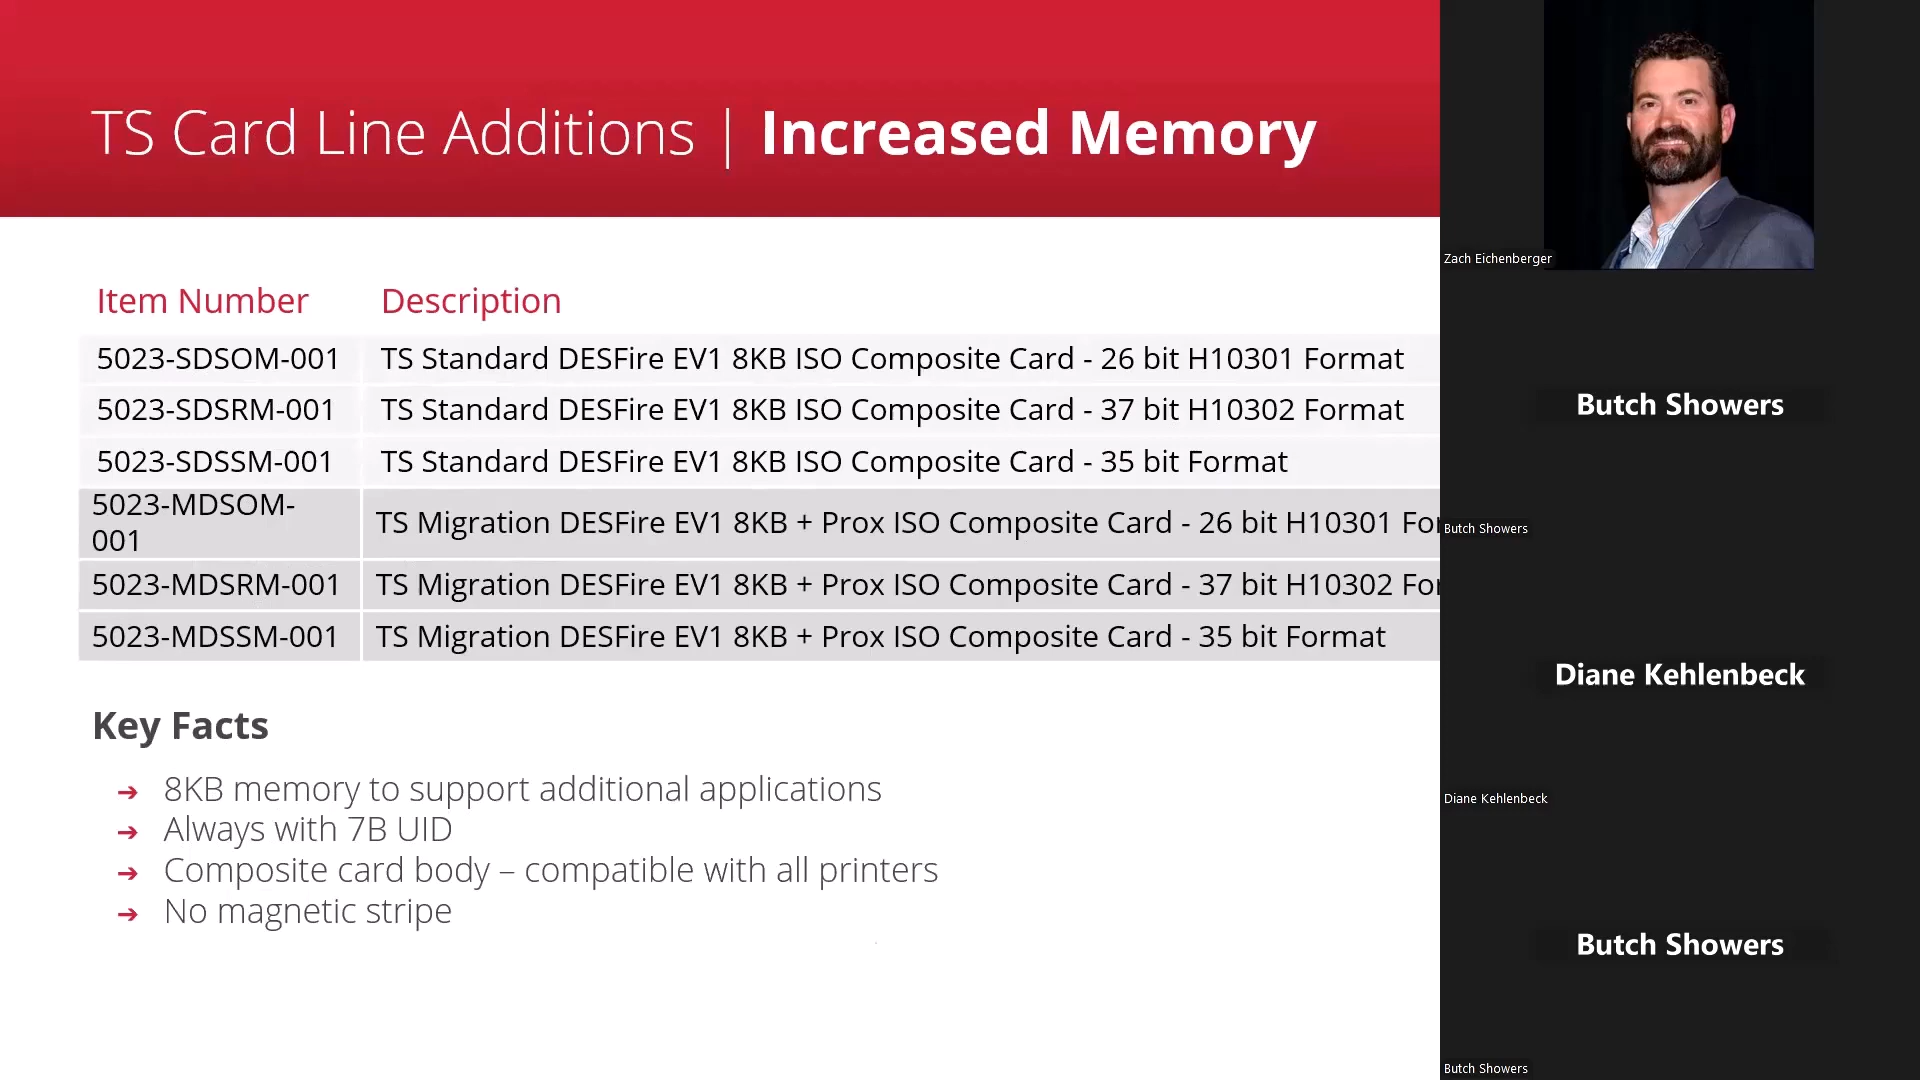 TS Card Line Additions | Increased Memory
Item Number Description
5023-SDSOM-001 TS Standard DESFire EV1 8KB ISO Composite Card - 26 bit H10301 Format
5023-SDSRM-001 TS Standard DESFire EV1 8KB ISO Composite Card - 37 bit H10302 Format
5023-SDSSM-001 TS Standard DESFire EV1 8KB ISO Composite Card - 35 bit Format
5023-MDSOM-
001 TS Migration DESFire EV1 8KB + Prox ISO Composite Card - 26 bit H10301 For
5023-MDSRM-001 TS Migration DESFire EV1 8KB + Prox ISO Composite Card - 37 bit H10302 For
5023-MDSSM-001 TS Migration DESFire EV1 8KB + Prox ISO Composite Card - 35 bit Format
Key Facts
➔ 8KB memory to support additional applications
➔ Always with 7B UID
➔ Composite card body – compatible with all printers
➔ No magnetic stripe
Zach Eichenberger
Butch Showers
Butch Showers
Diane Kehlenbeck
Diane Kehlenbeck
Butch Showers
Butch Showers